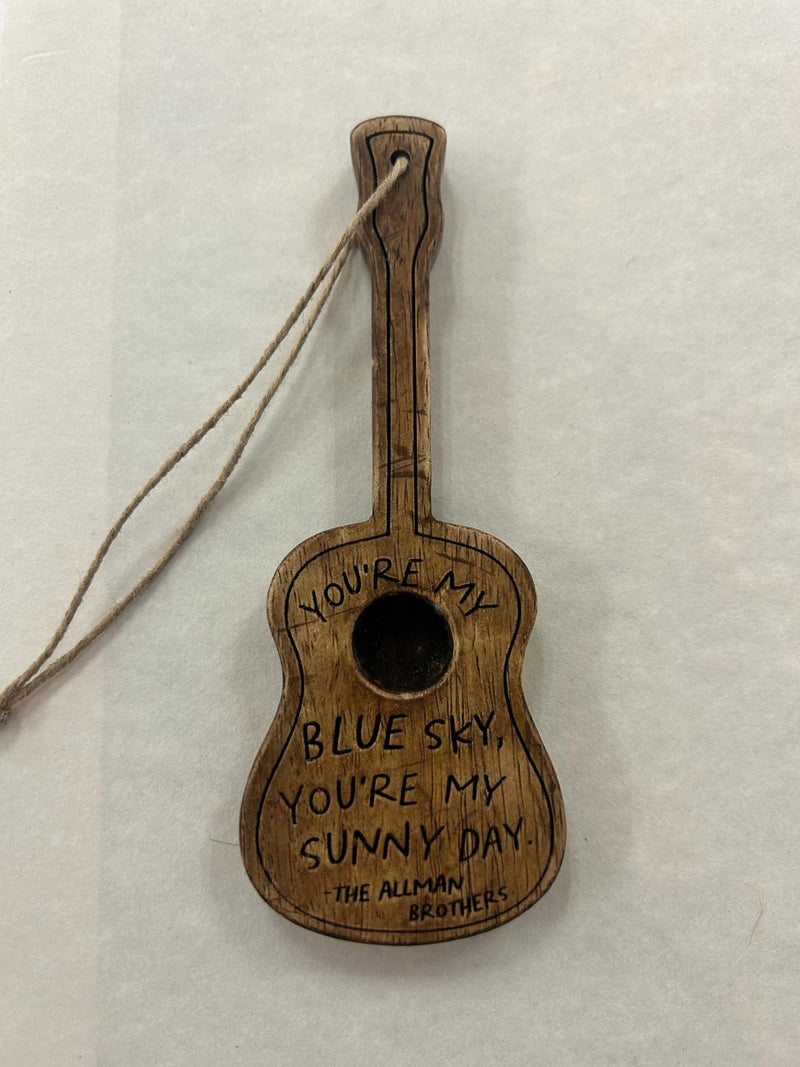 YOU'RE MY
BLUE SKY,
YOU'RE MY
SUNNY DAY.
-THE ALLMAN
BROTHERS